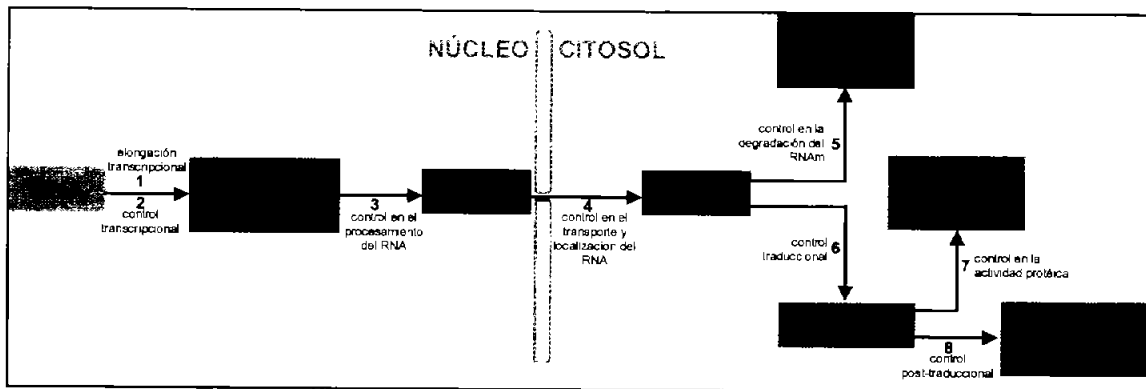 NÚCLEO CITOSOL
elongación
transcripcional
1
2
control
transcripcional
3
control en el
procesamiento
del RNA
4
control en el
transporte y
localizacion del
RNA
control en la
degradación del
RNAm
5
control
traduccional
6
7 control en la
actividad protéica
8
control
post-traduccional